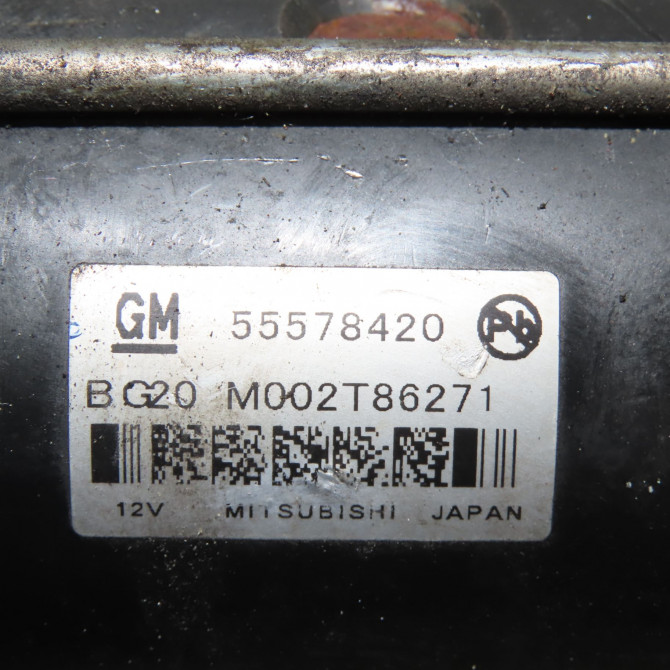 GM 55578420 Pb
BG20 M002T86271
12V MITSUBISHI JAPAN